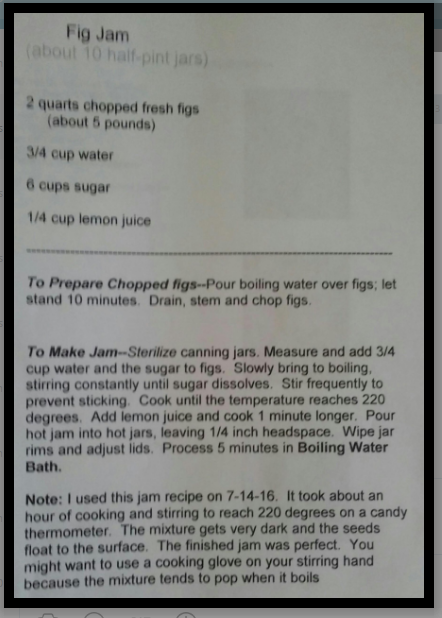 Fig Jam
(about 10 half-pint jars)
2 quarts chopped fresh figs
(about 5 pounds)
3/4 cup water
6 cups sugar
1/4 cup lemon juice
To Prepare Chopped figs--Pour boiling water over figs; let
stand 10 minutes. Drain, stem and chop figs.
To Make Jam--Sterilize canning jars. Measure and add 3/4
cup water and the sugar to figs. Slowly bring to boiling,
stirring constantly until sugar dissolves. Stir frequently to
prevent sticking. Cook until the temperature reaches 220
degrees. Add lemon juice and cook 1 minute longer. Pour
hot jam into hot jars, leaving 1/4 inch headspace. Wipe jar
rims and adjust lids. Process 5 minutes in Boiling Water
Bath.
Note: I used this jam recipe on 7-14-16. It took about an
hour of cooking and stirring to reach 220 degrees on a candy
thermometer. The mixture gets very dark and the seeds
float to the surface. The finished jam was perfect. You
might want to use a cooking glove on your stirring hand
because the mixture tends to pop when it boils